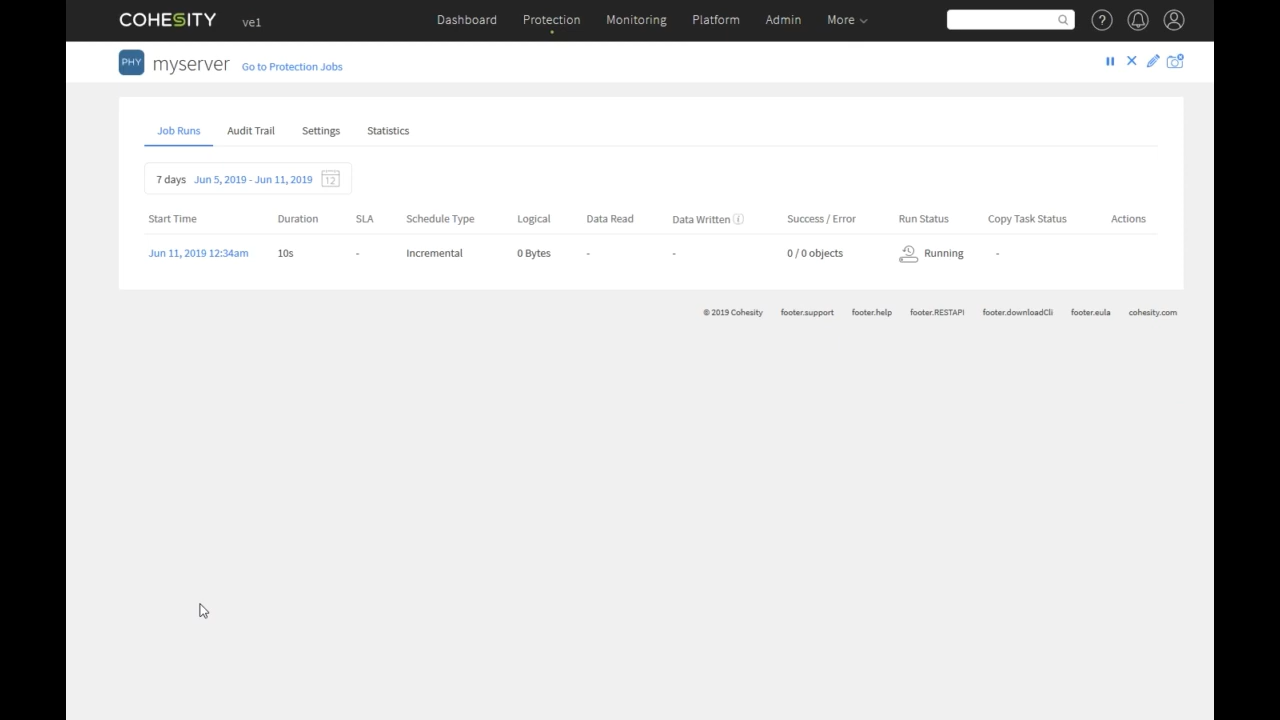 COHESITY ve1 Dashboard Protection Monitoring Platform Admin More ?
PHY myserver Go to Protection Jobs
Job Runs Audit Trail Settings Statistics
7 days Jun 5, 2019 - Jun 11, 2019 12
Start Time Duration SLA Schedule Type Logical Data Read Data Written i Success / Error Run Status Copy Task Status Actions
Jun 11, 2019 12:34am 10s - Incremental 0 Bytes - - 0 / 0 objects Running -
© 2019 Cohesity footer.support footer.help footer.RESTAPI footer.downloadCli footer.eula cohesity.com